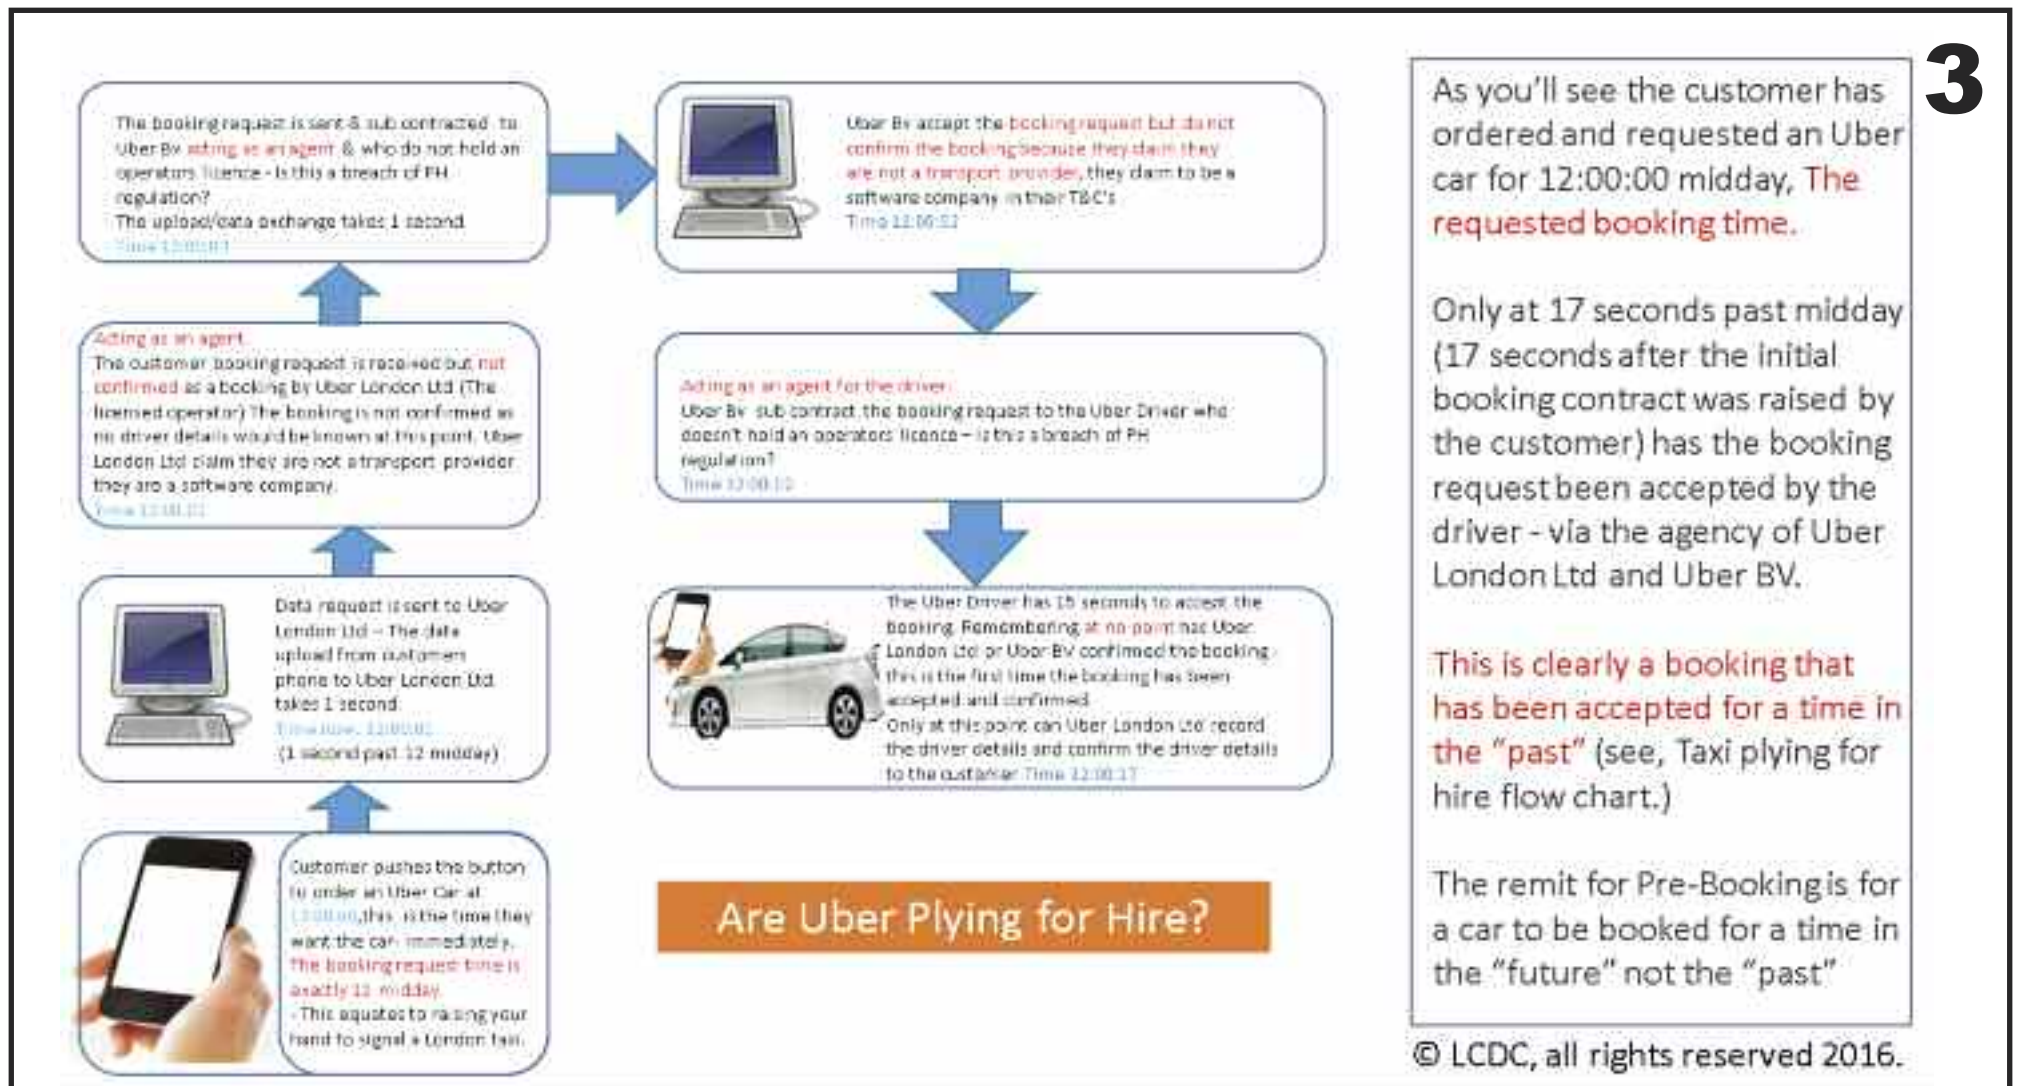 3
The booking request is sent & sub contracted to
Uber Bv acting as an agent & who do not hold an
operators licence - is this a breach of PH
regulation?
The upload/data exchange takes 1 second
Time
Acting as an agent.
The customer booking request is received but not
confirmed as a booking by Uber London Ltd (The
licensed operator) The booking is not confirmed as
no driver details would be known at this point. Uber
London Ltd claim they are not a transport provider
they are a software company.
Time
Data request is sent to Uber
London Ltd – The data
upload from customers
phone to Uber London Ltd
takes 1 second
Time now, 12:00:01
(1 second past 12 midday)
Customer pushes the button
to order an Uber Car at
12:00:00, this is the time they
want the car- immediately.
The booking request time is
exactly 12 midday.
- This equates to raising your
hand to signal a London taxi.
Uber Bv accept the booking request but do not
confirm the booking because they claim they
are not a transport provider, they claim to be a
software company in their T&C's
Time
Acting as an agent for the driver.
Uber Bv sub contract the booking request to the Uber Driver who
doesn't hold an operators' licence – is this a breach of PH
regulation?
Time
The Uber Driver has 15 seconds to accept the
booking. Remembering at no point has Uber
London Ltd or Uber BV confirmed the booking -
this is the first time the booking has been
accepted and confirmed
Only at this point can Uber London Ltd record
the driver details and confirm the driver details
to the customer Time 12:00:17
Are Uber Plying for Hire?
As you'll see the customer has
ordered and requested an Uber
car for 12:00:00 midday, The
requested booking time.
Only at 17 seconds past midday
(17 seconds after the initial
booking contract was raised by
the customer) has the booking
request been accepted by the
driver - via the agency of Uber
London Ltd and Uber BV.
This is clearly a booking that
has been accepted for a time in
the "past" (see, Taxi plying for
hire flow chart.)
The remit for Pre-Booking is for
a car to be booked for a time in
the "future" not the "past"
© LCDC, all rights reserved 2016.